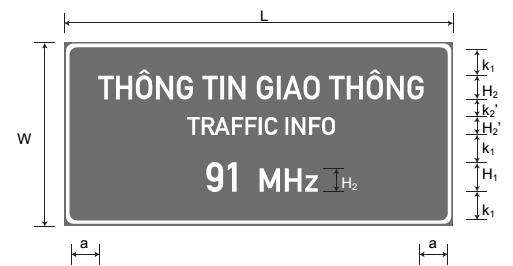 L
W
THÔNG TIN GIAO THÔNG
TRAFFIC INFO
91 MHz
H₂
k₁
H₂
k₂'
H₂'
k₁
H₁
k₁
a
a